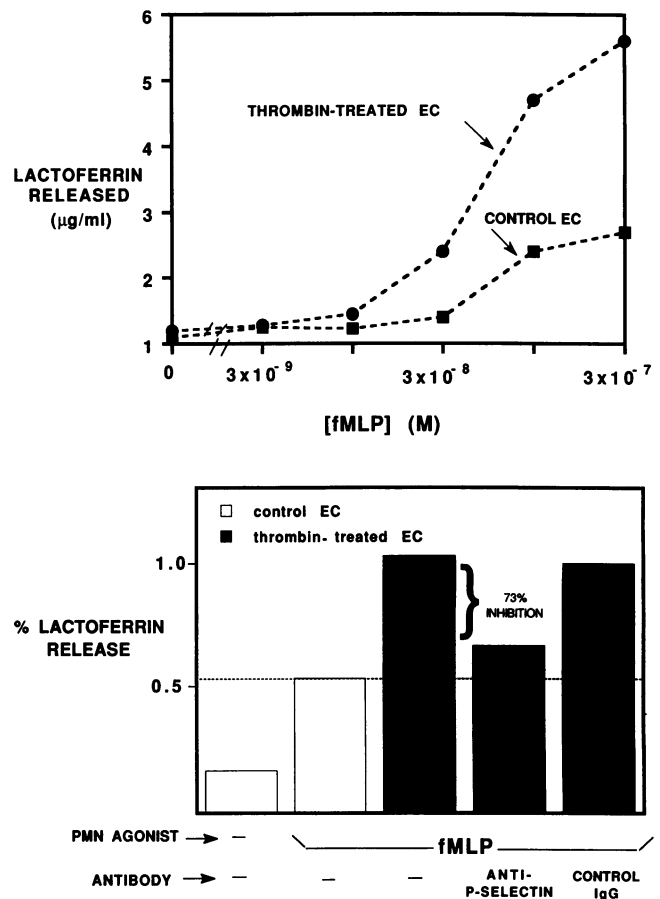 6
5
4
3
2
1
THROMBIN-TREATED EC
LACTOFERRIN
RELEASED
(μg/ml)
CONTROL EC
0
3x10⁻⁹
3x10⁻⁸
3x10⁻⁷
[fMLP] (M)
control EC
thrombin- treated EC
1.0
73%
INHIBITION
% LACTOFERRIN
RELEASE
0.5
PMN AGONIST → –
fMLP
ANTIBODY → – – –
ANTI-
P-SELECTIN
CONTROL
IgG